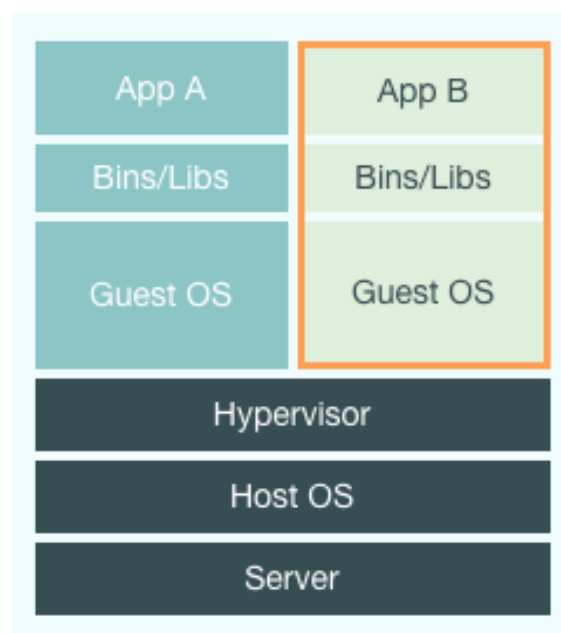 App A
App B
Bins/Libs
Bins/Libs
Guest OS
Guest OS
Hypervisor
Host OS
Server